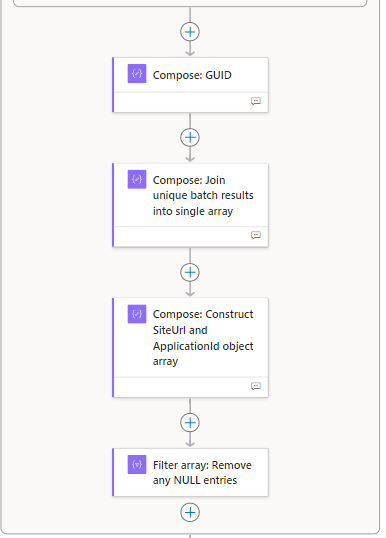 Compose: GUID
Compose: Join
unique batch results
into single array
Compose: Construct
SiteUrl and
ApplicationId object
array
Filter array: Remove
any NULL entries